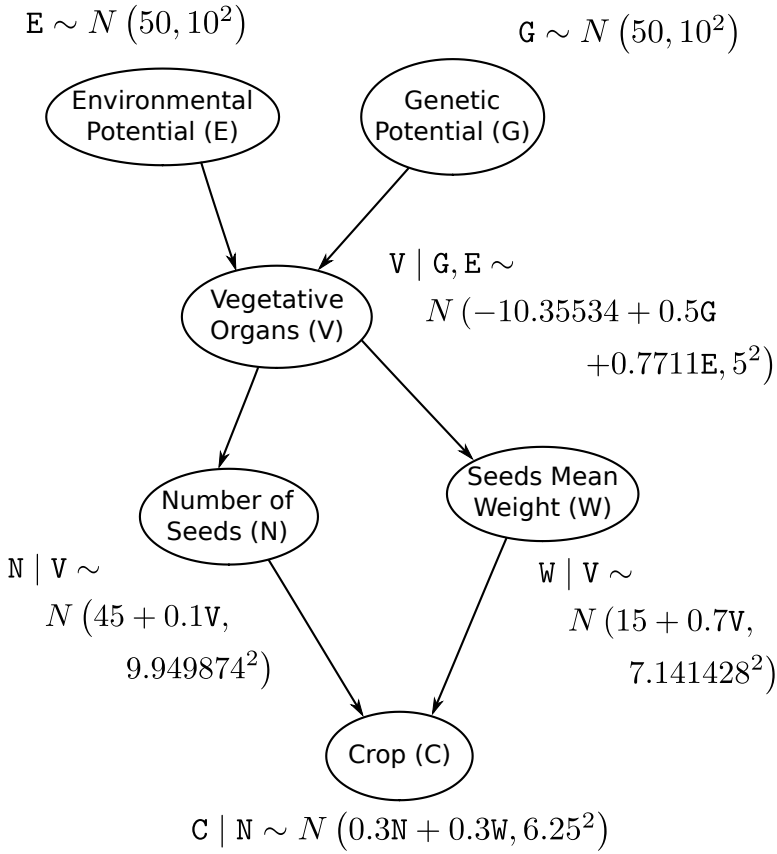 E ∼ N (50, 10²)
G ∼ N (50, 10²)
Environmental
Potential (E)
Genetic
Potential (G)
V | G, E ∼
N (−10.35534 + 0.5G
+0.7711E, 5²)
Vegetative
Organs (V)
Number of
Seeds (N)
Seeds Mean
Weight (W)
N | V ∼
N (45 + 0.1V,
9.949874²)
W | V ∼
N (15 + 0.7V,
7.141428²)
Crop (C)
C | N ∼ N (0.3N + 0.3W, 6.25²)